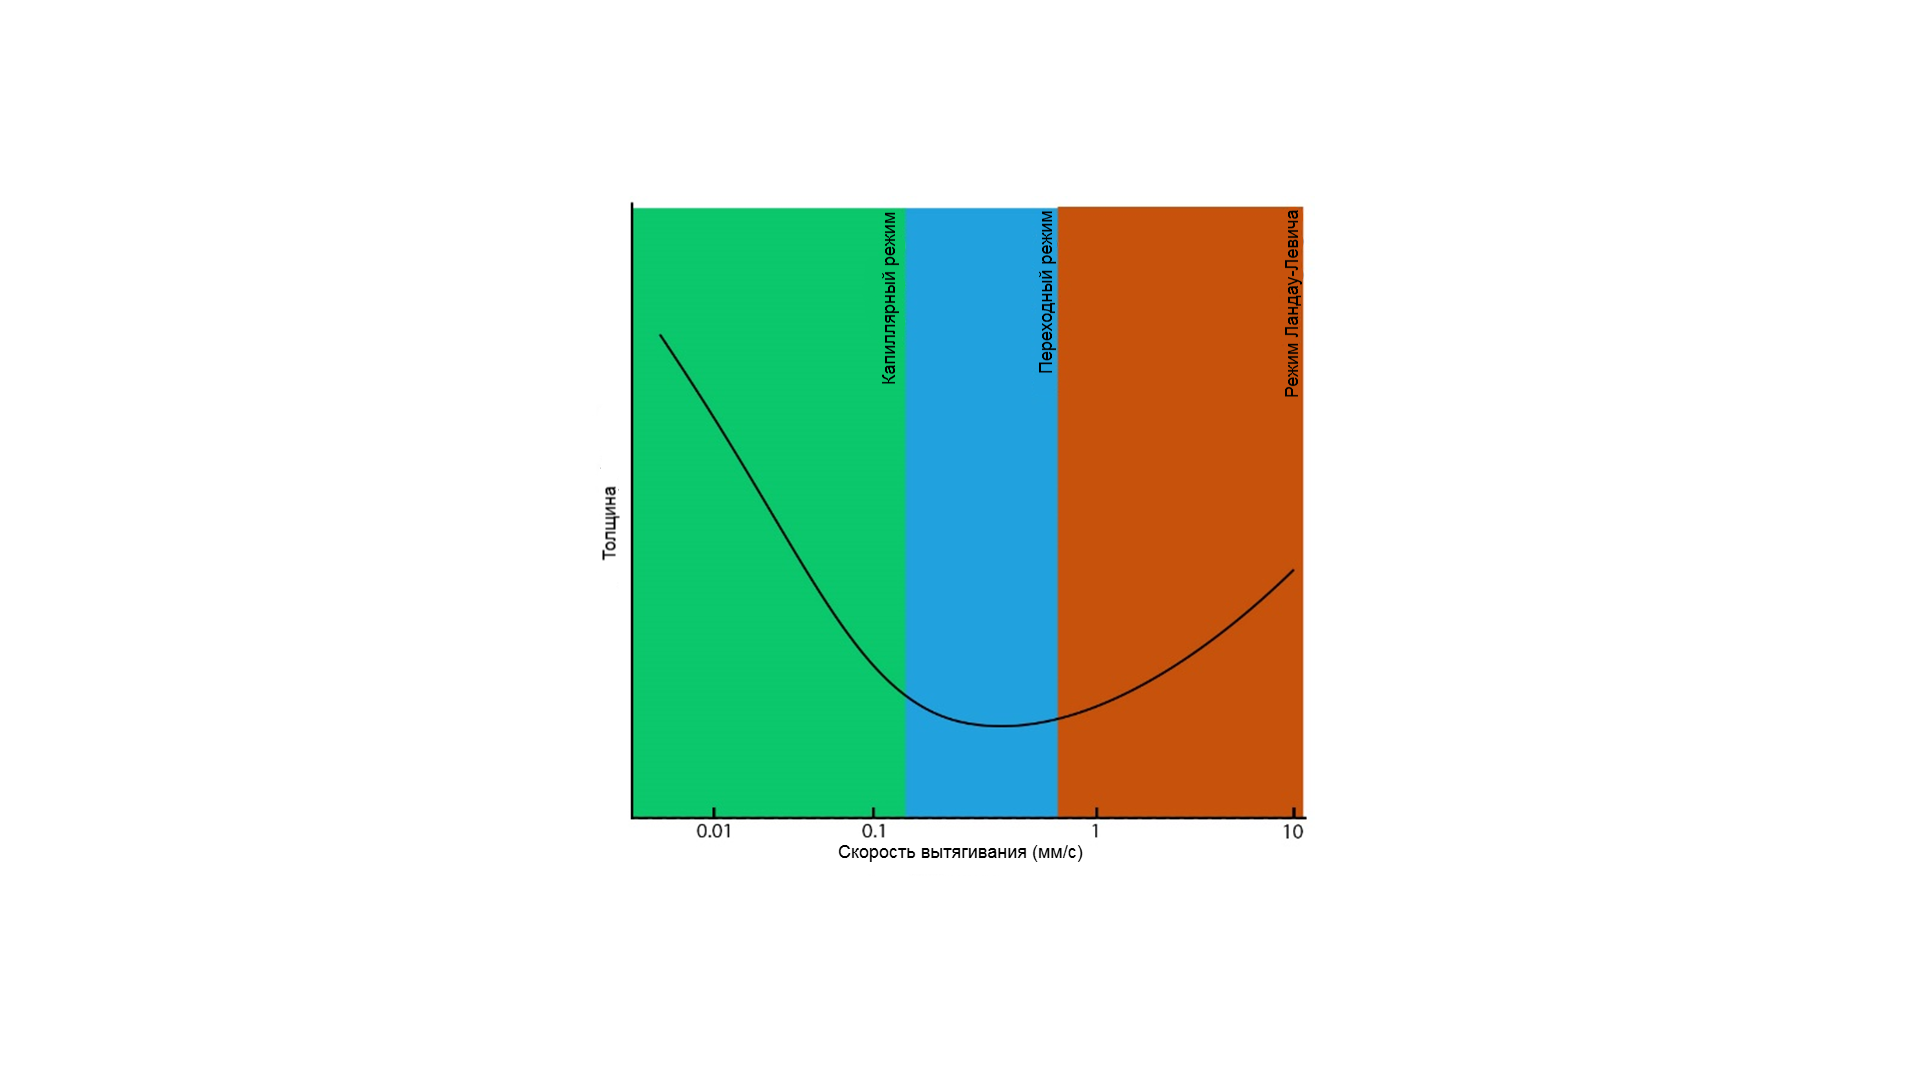 Капиллярный режим
Переходный режим
Режим Ландау-Левича
Толщина
0.01
0.1
1
10
Скорость вытягивания (мм/с)